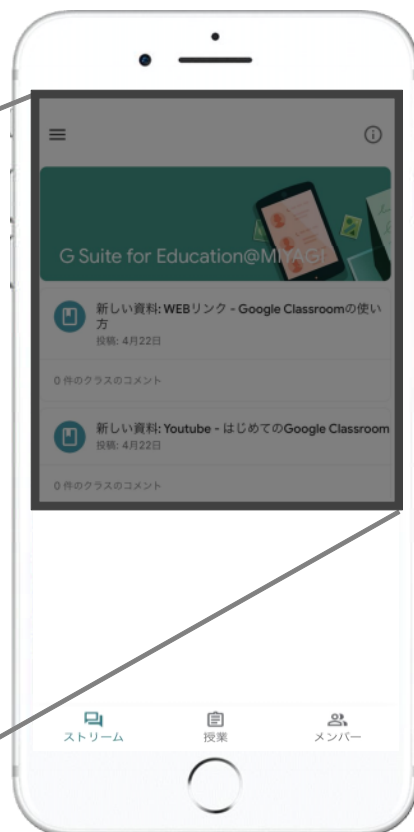 G Suite for Education@MIYAGI
新しい資料: WEBリンク - Google Classroomの使い
方
投稿: 4月22日
0 件のクラスのコメント
新しい資料: Youtube - はじめてのGoogle Classroom
投稿: 4月22日
0 件のクラスのコメント
ストリーム
授業
メンバー